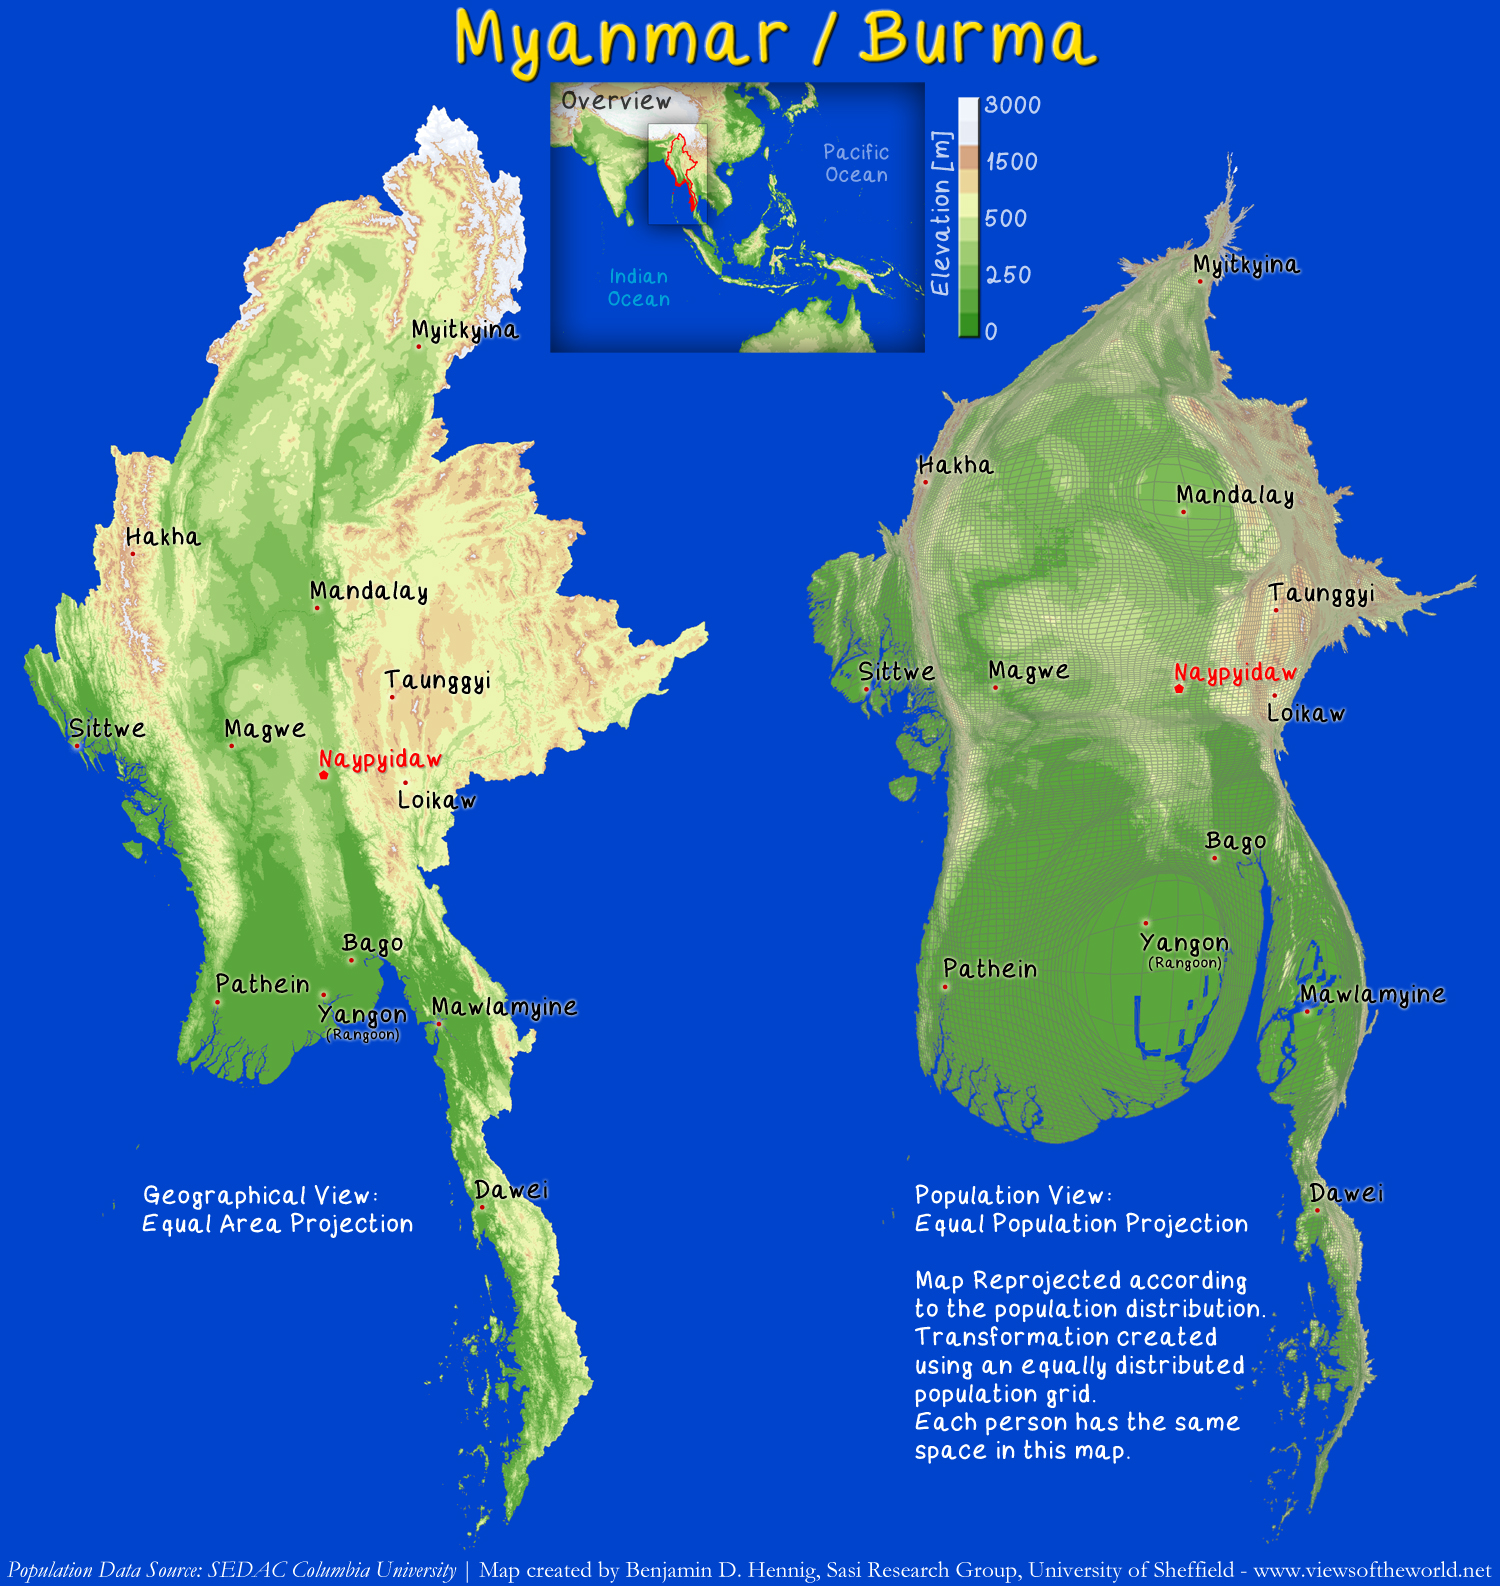 Myanmar / Burma
Overview
Pacific
Ocean
Indian
Ocean
Elevation [m]
3000
1500
500
250
0
Myitkyina
Hakha
Mandalay
Taunggyi
Sittwe
Magwe
Naypyidaw
Loikaw
Bago
Pathein
Yangon
(Rangoon)
Mawlamyine
Dawei
Geographical View:
Equal Area Projection
Myitkyina
Hakha
Mandalay
Taunggyi
Sittwe
Magwe
Naypyidaw
Loikaw
Bago
Yangon
(Rangoon)
Pathein
Mawlamyine
Dawei
Population View:
Equal Population Projection
Map Reprojected according
to the population distribution.
Transformation created
using an equally distributed
population grid.
Each person has the same
space in this map.
Population Data Source: SEDAC Columbia University | Map created by Benjamin D. Hennig, Sasi Research Group, University of Sheffield - www.viewsoftheworld.net